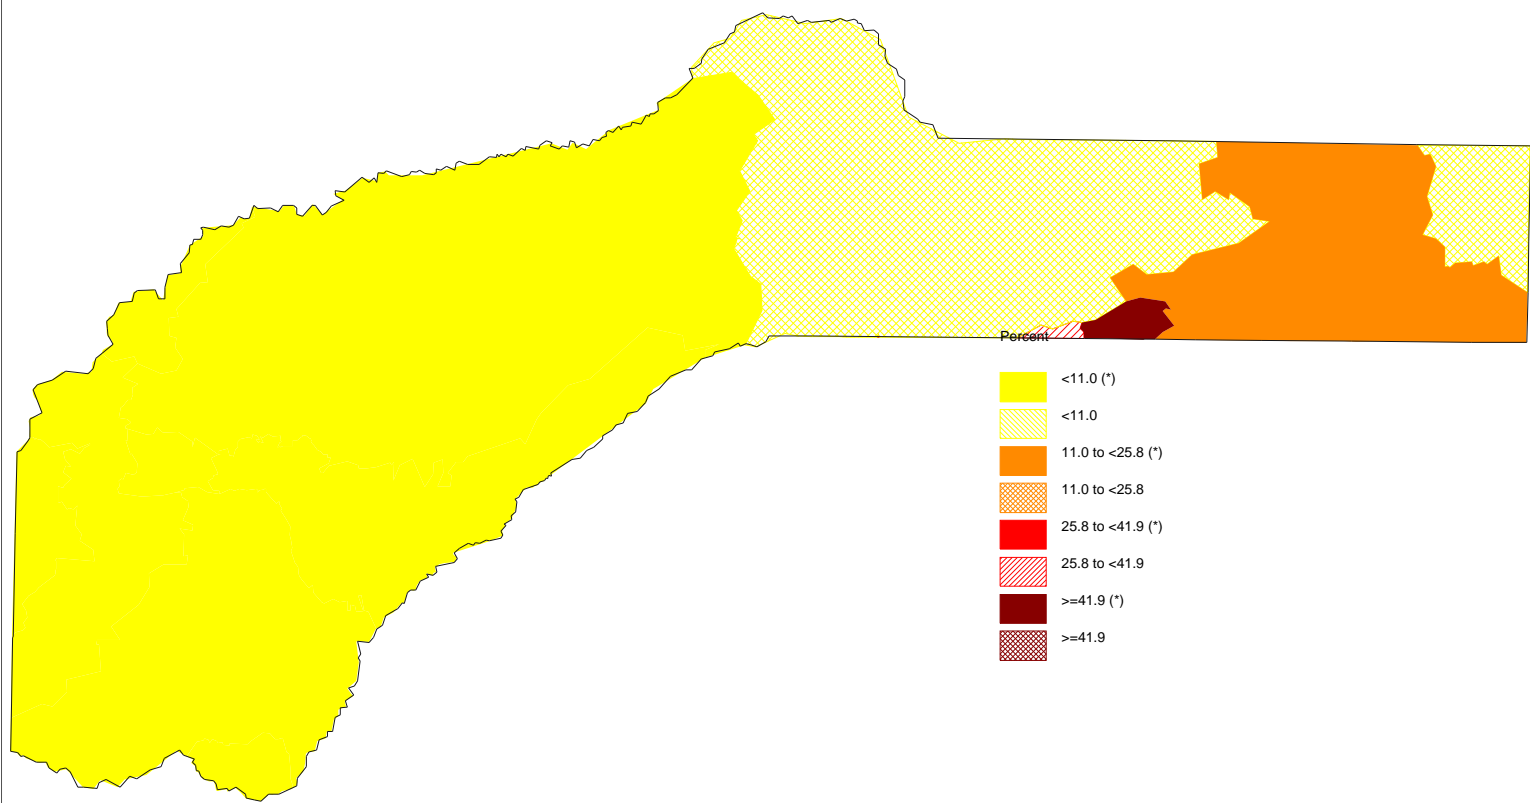 Percent
<11.0 (*)
<11.0
11.0 to <25.8 (*)
11.0 to <25.8
25.8 to <41.9 (*)
25.8 to <41.9
>=41.9 (*)
>=41.9